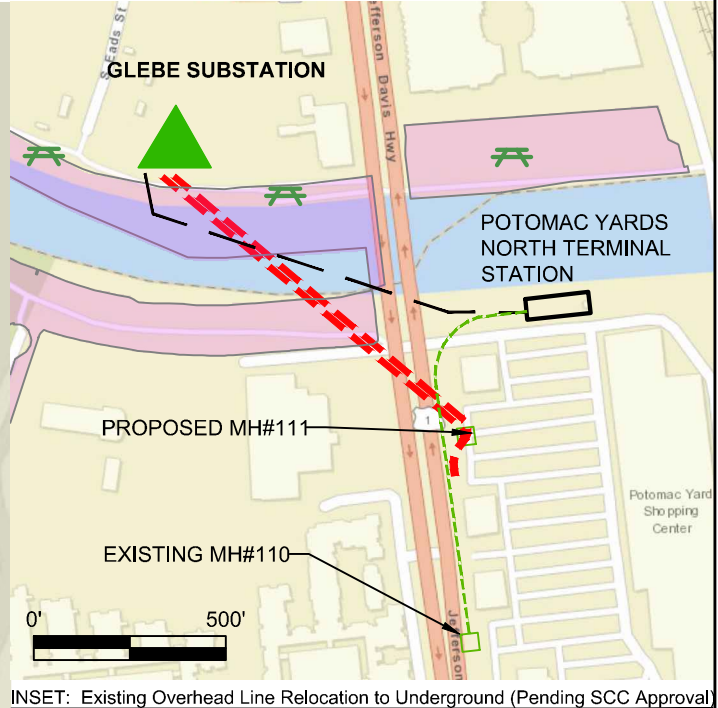 S Eads St
GLEBE SUBSTATION
Jefferson Davis Hwy
POTOMAC YARDS
NORTH TERMINAL
STATION
1
PROPOSED MH#111
Potomac Yard
Shopping
Center
EXISTING MH#110
0'
500'
Jefferson
INSET: Existing Overhead Line Relocation to Underground (Pending SCC Approval)